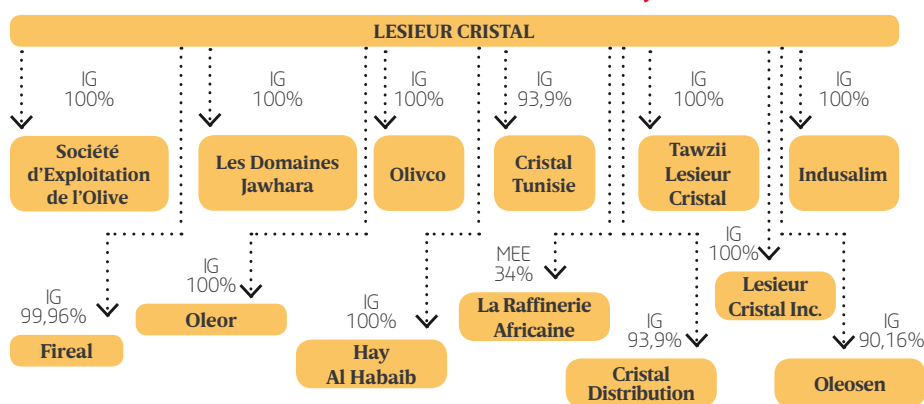 LESIEUR CRISTAL
IG
100%
IG
100%
IG
100%
IG
93,9%
IG
100%
IG
100%
Société
d’Exploitation
de l’Olive
Les Domaines
Jawhara
Olivco
Cristal
Tunisie
Tawzii
Lesieur
Cristal
Indusalim
IG
99,96%
Fireal
IG
100%
Oleor
IG
100%
Hay
Al Habaib
MEE
34%
La Raffinerie
Africaine
IG
93,9%
Cristal
Distribution
IG
100%
Lesieur
Cristal Inc.
IG
90,16%
Oleosen